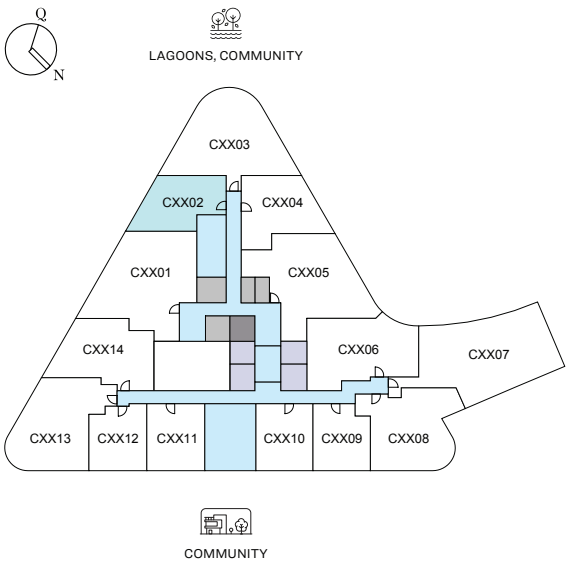 Q
N
LAGOONS, COMMUNITY
CXX03
CXX02
CXX04
CXX01
CXX05
CXX14
CXX06
CXX07
CXX13
CXX12
CXX11
CXX10
CXX09
CXX08
COMMUNITY